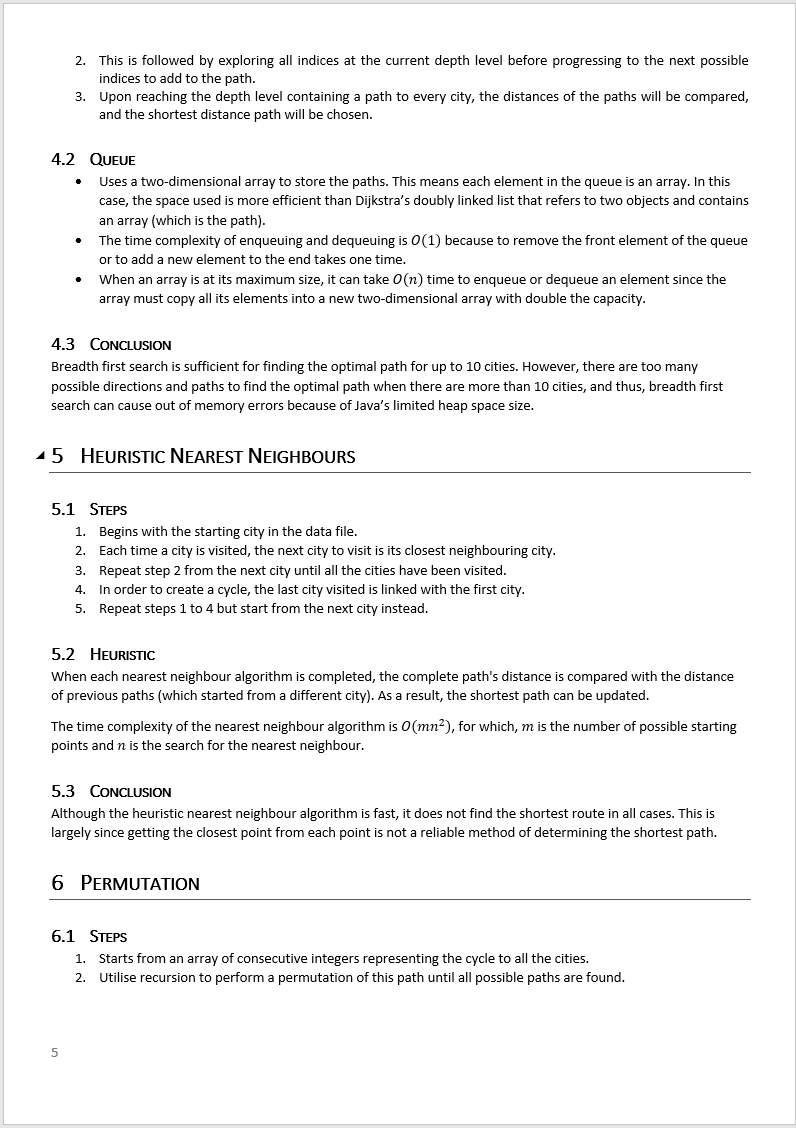 2. This is followed by exploring all indices at the current depth level before progressing to the next possible
indices to add to the path.
3. Upon reaching the depth level containing a path to every city, the distances of the paths will be compared,
and the shortest distance path will be chosen.
4.2 Queue
• Uses a two-dimensional array to store the paths. This means each element in the queue is an array. In this
case, the space used is more efficient than Dijkstra’s doubly linked list that refers to two objects and contains
an array (which is the path).
• The time complexity of enqueuing and dequeuing is O(1) because to remove the front element of the queue
or to add a new element to the end takes one time.
• When an array is at its maximum size, it can take O(n) time to enqueue or dequeue an element since the
array must copy all its elements into a new two-dimensional array with double the capacity.
4.3 Conclusion
Breadth first search is sufficient for finding the optimal path for up to 10 cities. However, there are too many
possible directions and paths to find the optimal path when there are more than 10 cities, and thus, breadth first
search can cause out of memory errors because of Java’s limited heap space size.
5 Heuristic Nearest Neighbours
5.1 Steps
1. Begins with the starting city in the data file.
2. Each time a city is visited, the next city to visit is its closest neighbouring city.
3. Repeat step 2 from the next city until all the cities have been visited.
4. In order to create a cycle, the last city visited is linked with the first city.
5. Repeat steps 1 to 4 but start from the next city instead.
5.2 Heuristic
When each nearest neighbour algorithm is completed, the complete path's distance is compared with the distance
of previous paths (which started from a different city). As a result, the shortest path can be updated.
The time complexity of the nearest neighbour algorithm is O(mn²), for which, m is the number of possible starting
points and n is the search for the nearest neighbour.
5.3 Conclusion
Although the heuristic nearest neighbour algorithm is fast, it does not find the shortest route in all cases. This is
largely since getting the closest point from each point is not a reliable method of determining the shortest path.
6 Permutation
6.1 Steps
1. Starts from an array of consecutive integers representing the cycle to all the cities.
2. Utilise recursion to perform a permutation of this path until all possible paths are found.
5